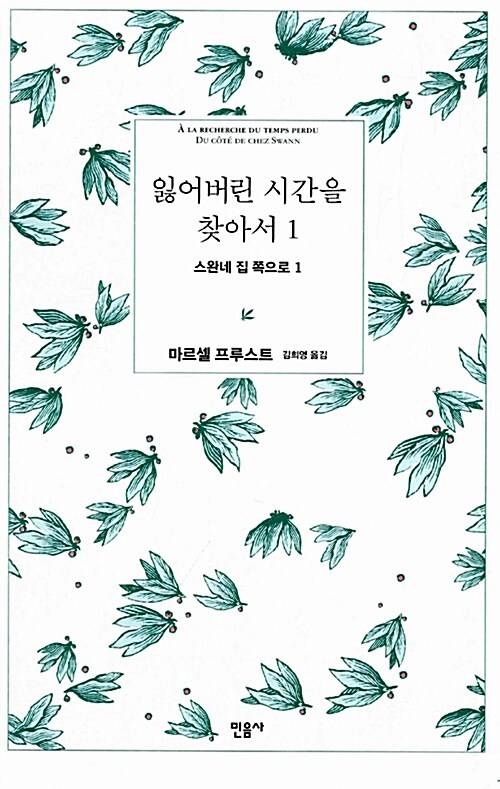 À LA RECHERCHE DU TEMPS PERDU
DU CÔTÉ DE CHEZ SWANN
잃어버린 시간을
찾아서 1
스완네 집 쪽으로 1
마르셀 프루스트 김희영 옮김
민음사